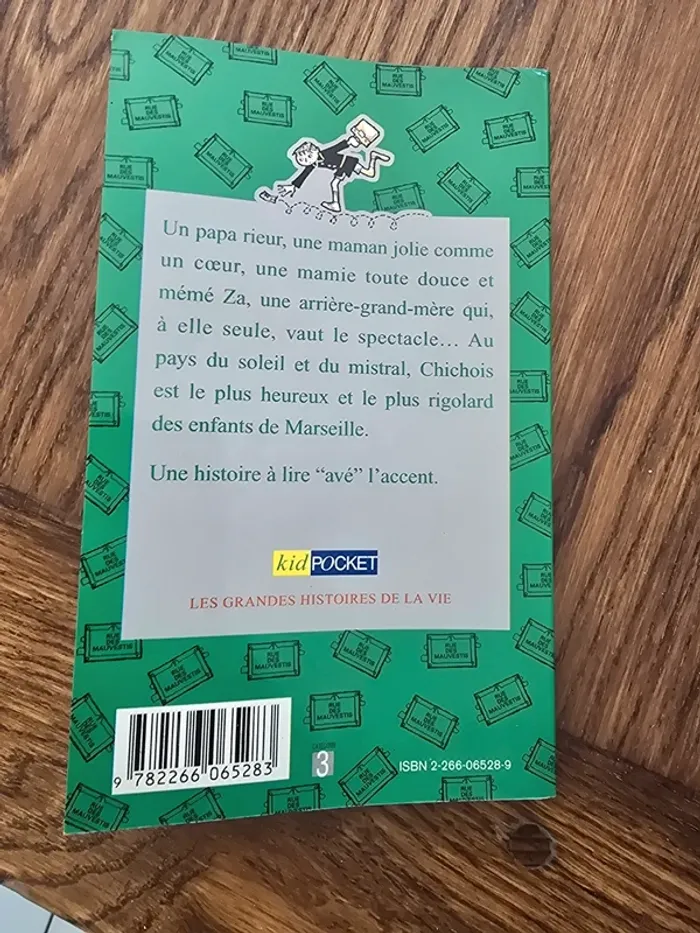 Un papa rieur, une maman jolie comme
un cœur, une mamie toute douce et
mémé Za, une arrière-grand-mère qui,
à elle seule, vaut le spectacle... Au
pays du soleil et du mistral, Chichois
est le plus heureux et le plus rigolard
des enfants de Marseille.
Une histoire à lire “avé” l'accent.
kid POCKET
LES GRANDES HISTOIRES DE LA VIE
RUE
DES
MAUVESTIS
9 782266 065283
3
ISBN 2-266-06528-9